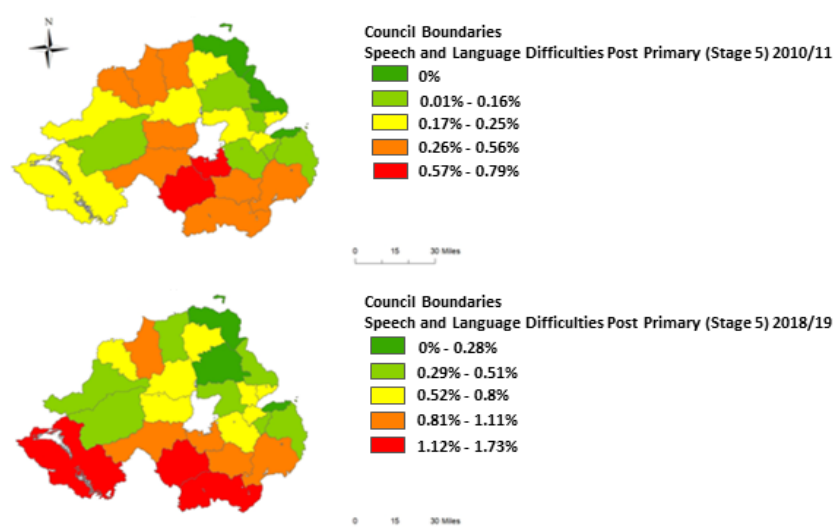 N
Council Boundaries
Speech and Language Difficulties Post Primary (Stage 5) 2010/11
0%
0.01% - 0.16%
0.17% - 0.25%
0.26% - 0.56%
0.57% - 0.79%
0 15 30 Miles
Council Boundaries
Speech and Language Difficulties Post Primary (Stage 5) 2018/19
0% - 0.28%
0.29% - 0.51%
0.52% - 0.8%
0.81% - 1.11%
1.12% - 1.73%
0 15 30 Miles